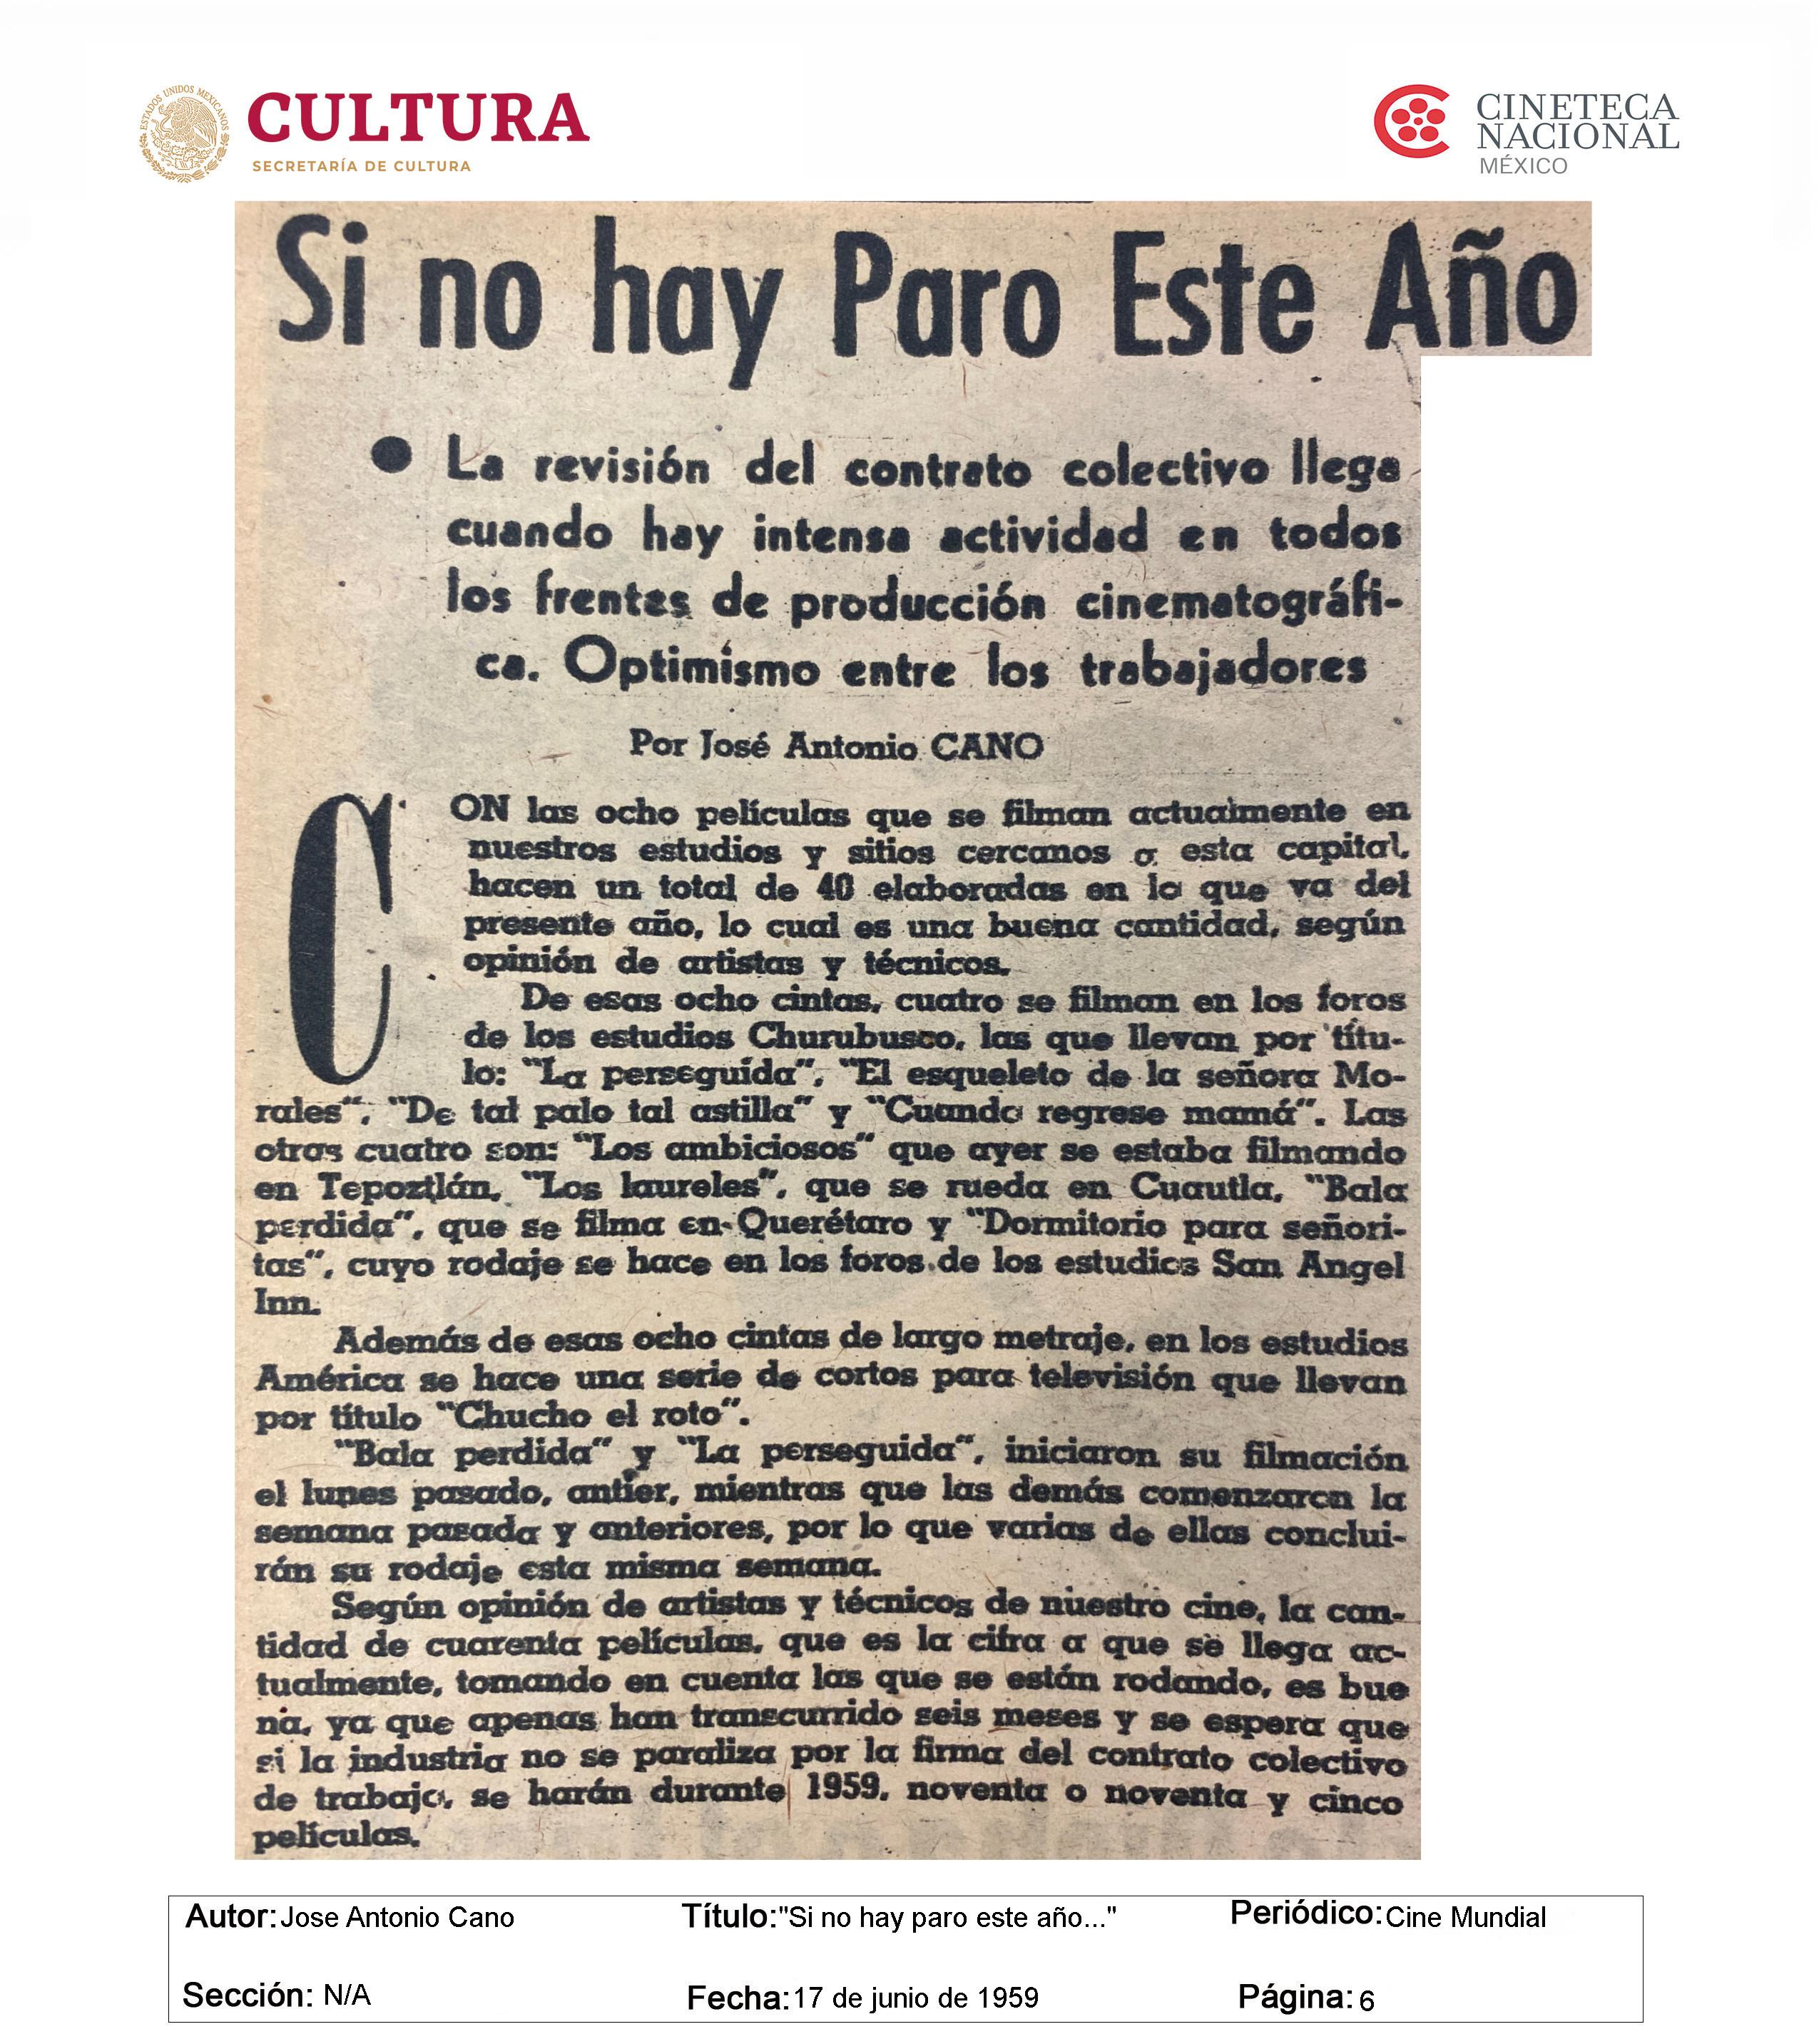 ESTADOS UNIDOS MEXICANOS
CULTURA
SECRETARÍA DE CULTURA
CINETECA
NACIONAL
MÉXICO
Si no hay Paro Este Año
● La revisión del contrato colectivo llega
cuando hay intensa actividad en todos
los frentes de producción cinematográfi-
ca. Optimismo entre los trabajadores
Por José Antonio CANO
CON las ocho películas que se filman actualmente en
nuestros estudios y sitios cercanos a esta capital,
hacen un total de 40 elaboradas en lo que va del
presente año, lo cual es una buena cantidad, según
opinión de artistas y técnicos.
De esas ocho cintas, cuatro se filman en los foros
de los estudios Churubusco, las que llevan por títu-
lo: "La perseguida", "El esqueleto de la señora Mo-
rales", "De tal palo tal astilla" y "Cuando regrese mamá". Las
otras cuatro son: "Los ambiciosos" que ayer se estaba filmando
en Tepoztlán, "Los laureles", que se rueda en Cuautla, "Bala
perdida", que se filma en Querétaro y "Dormitorio para señori-
tas", cuyo rodaje se hace en los foros de los estudios San Angel
Inn.
Además de esas ocho cintas de largo metraje, en los estudios
América se hace una serie de cortos para televisión que llevan
por título "Chucho el roto".
"Bala perdida" y "La perseguida", iniciaron su filmación
el lunes pasado, antier, mientras que las demás comenzaron la
semana pasada y anteriores, por lo que varias de ellas conclui-
rán su rodaje esta misma semana.
Según opinión de artistas y técnicos de nuestro cine, la can-
tidad de cuarenta películas, que es la cifra a que se llega ac-
tualmente, tomando en cuenta las que se están rodando, es bue
na, ya que apenas han transcurrido seis meses y se espera que
si la industria no se paraliza por la firma del contrato colectivo
de trabajo, se harán durante 1959, noventa o noventa y cinco
películas.
Autor: Jose Antonio Cano Título: "Si no hay paro este año..." Periódico: Cine Mundial
Sección: N/A Fecha: 17 de junio de 1959 Página: 6